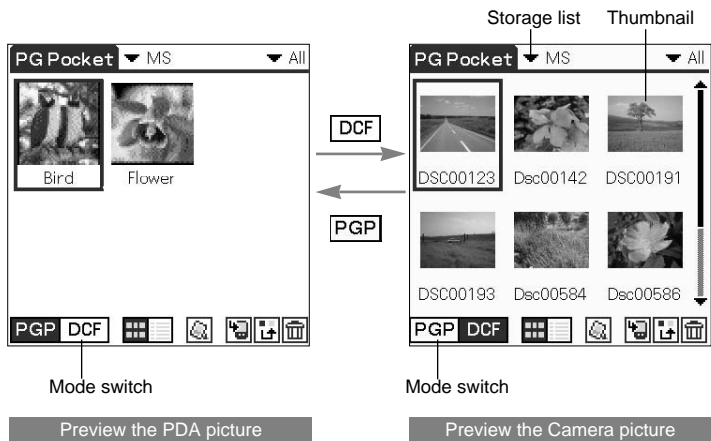 Storage list Thumbnail
PG Pocket MS All
Bird Flower
PGP DCF
Mode switch
Preview the PDA picture
DCF
PGP
PG Pocket MS All
DSC00123 Dsc00142 DSC00191
DSC00193 Dsc00584 Dsc00586
PGP DCF
Mode switch
Preview the Camera picture